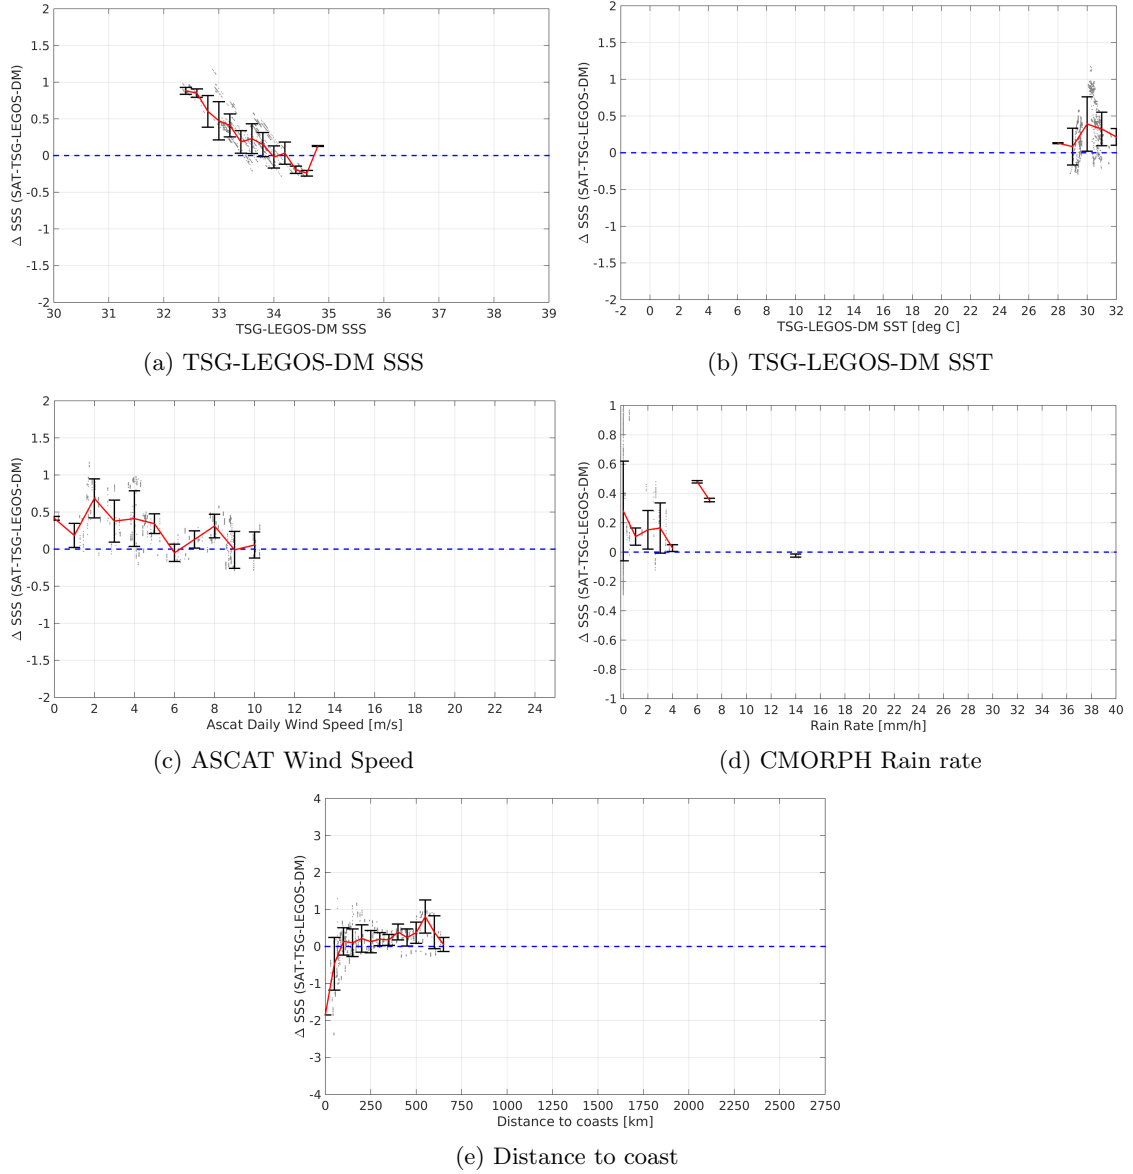 2
1.5
1
0.5
0
-0.5
-1
-1.5
-2
Δ SSS (SAT-TSG-LEGOS-DM)
30 31 32 33 34 35 36 37 38 39
TSG-LEGOS-DM SSS
(a) TSG-LEGOS-DM SSS
2
1.5
1
0.5
0
-0.5
-1
-1.5
-2
Δ SSS (SAT-TSG-LEGOS-DM)
-2 0 2 4 6 8 10 12 14 16 18 20 22 24 26 28 30 32
TSG-LEGOS-DM SST [deg C]
(b) TSG-LEGOS-DM SST
2
1.5
1
0.5
0
-0.5
-1
-1.5
-2
Δ SSS (SAT-TSG-LEGOS-DM)
0 2 4 6 8 10 12 14 16 18 20 22 24
Ascat Daily Wind Speed [m/s]
(c) ASCAT Wind Speed
1
0.8
0.6
0.4
0.2
0
-0.2
-0.4
-0.6
-0.8
-1
Δ SSS (SAT-TSG-LEGOS-DM)
0 2 4 6 8 10 12 14 16 18 20 22 24 26 28 30 32 34 36 38 40
Rain Rate [mm/h]
(d) CMORPH Rain rate
4
3
2
1
0
-1
-2
-3
-4
Δ SSS (SAT-TSG-LEGOS-DM)
0 250 500 750 1000 1250 1500 1750 2000 2250 2500 2750
Distance to coasts [km]
(e) Distance to coast